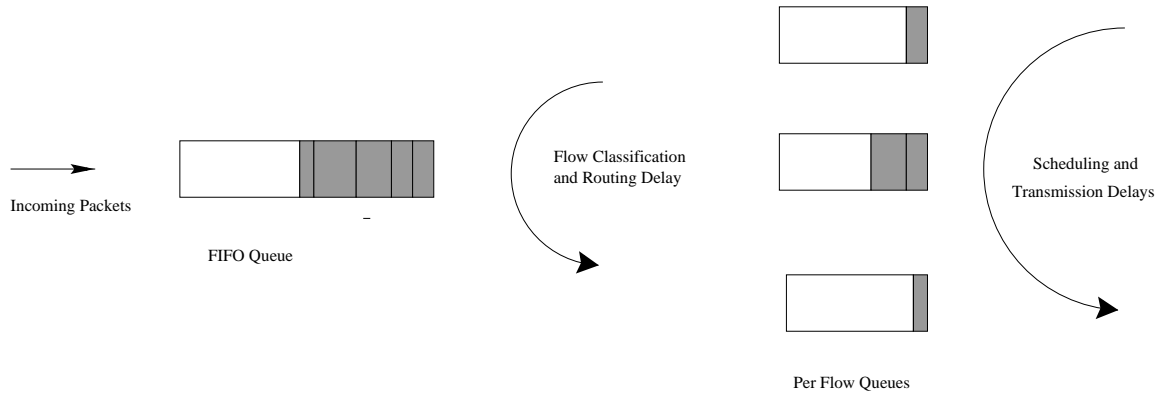 Incoming Packets
FIFO Queue
Flow Classification
and Routing Delay
Per Flow Queues
Scheduling and
Transmission Delays